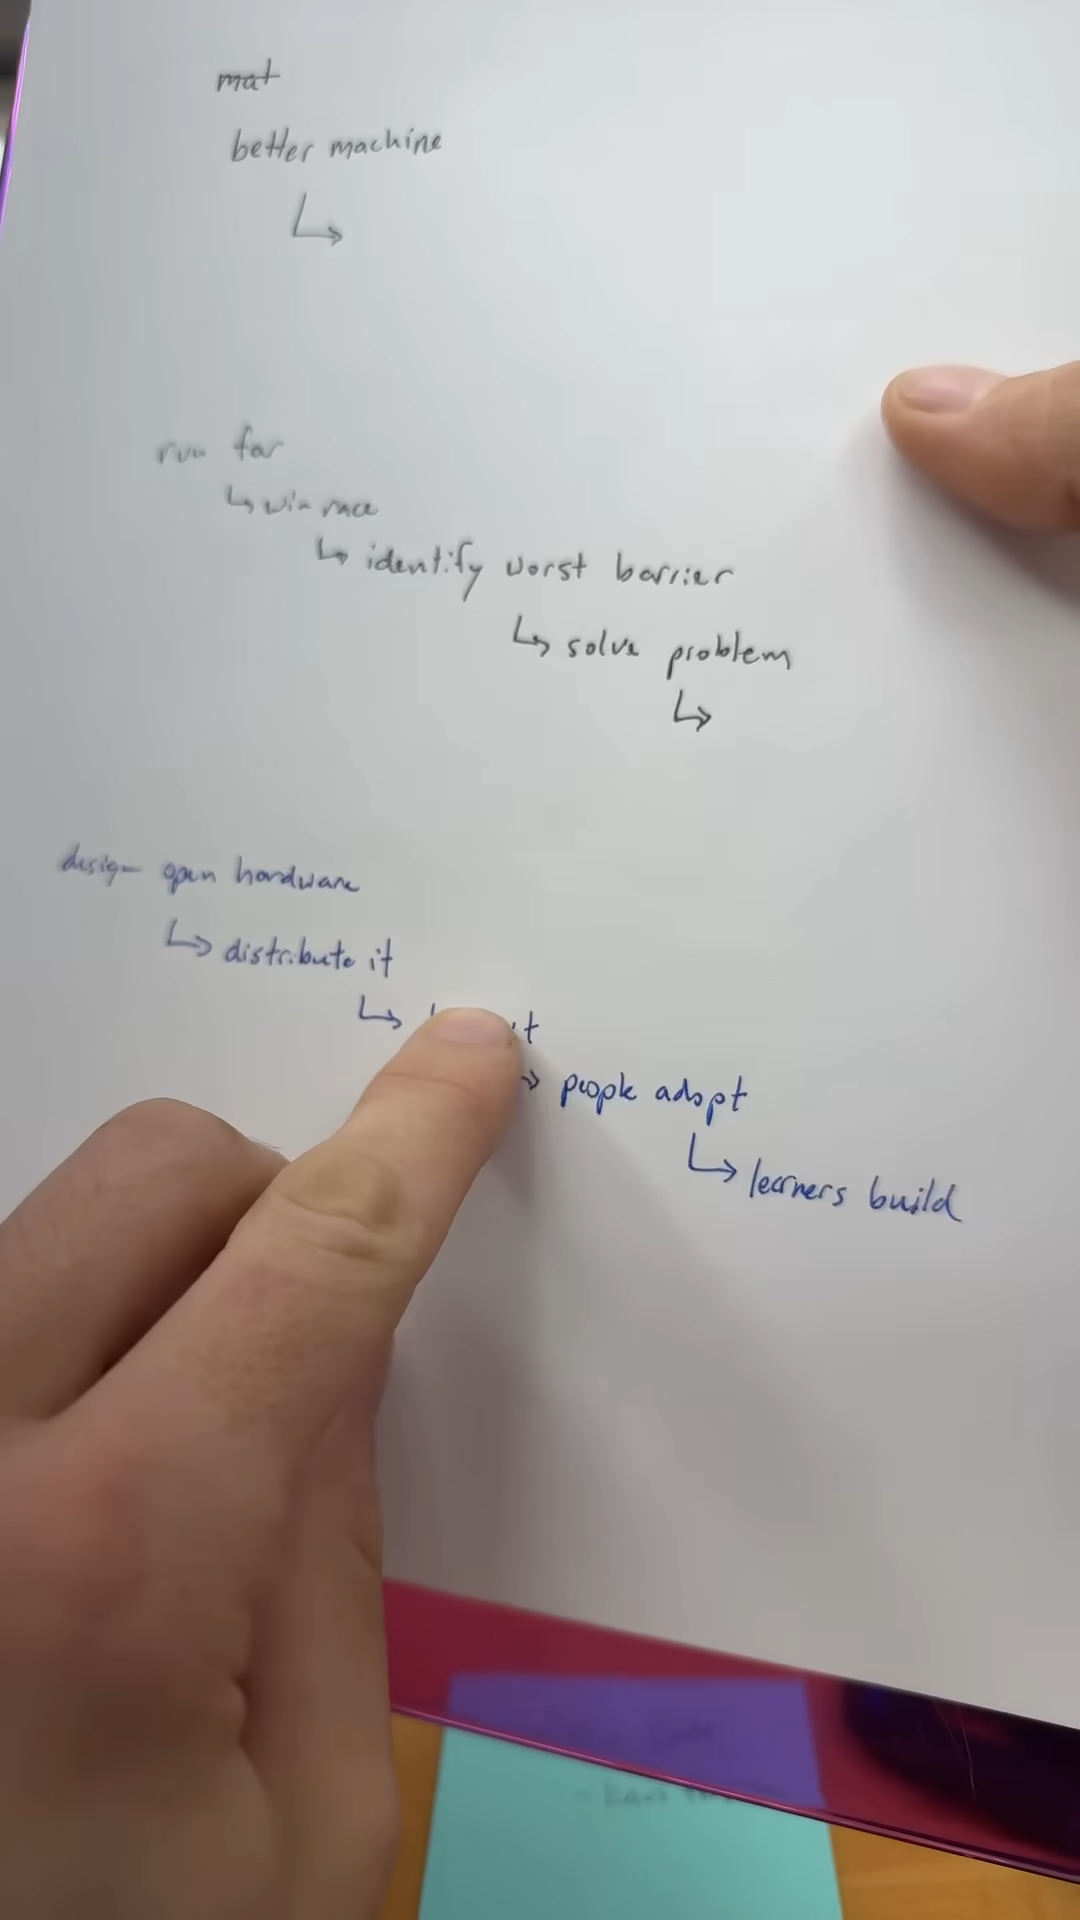 mat
better machine
↳
run far
↳ win race
↳ identify worst barrier
↳ solve problem
↳
design open hardware
↳ distribute it
↳ it
↳ people adopt
↳ learners build